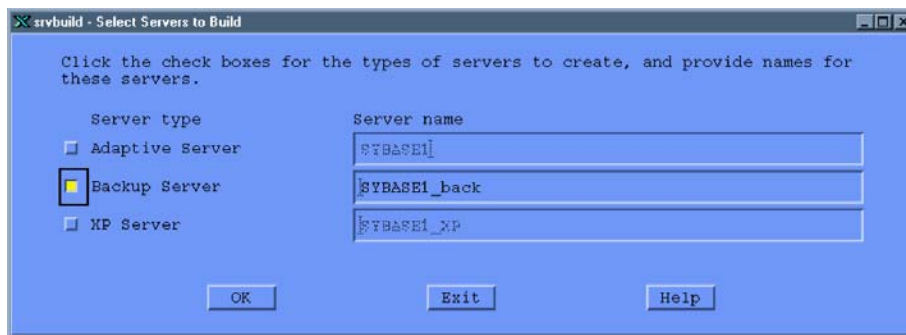 srvbuild - Select Servers to Build
Click the check boxes for the types of servers to create, and provide names for
these servers.
Server type Server name
Adaptive Server SYBASE1
Backup Server SYBASE1_back
XP Server SYBASE1_XP
OK Exit Help